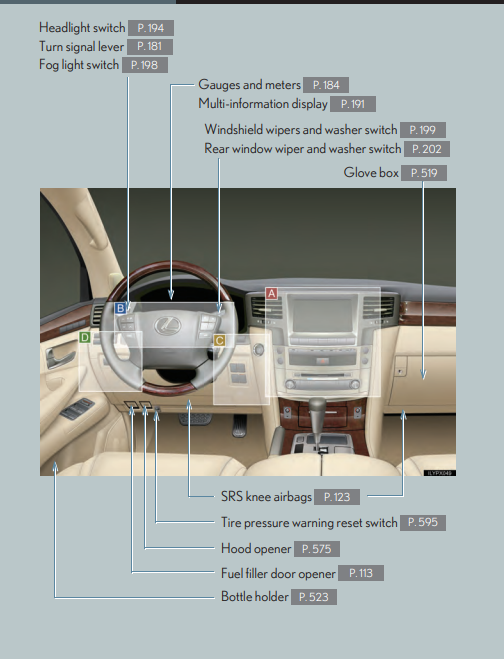 Headlight switch P. 194
Turn signal lever P. 181
Fog light switch P. 198
Gauges and meters P. 184
Multi-information display P. 191
Windshield wipers and washer switch P. 199
Rear window wiper and washer switch P. 202
Glove box P. 519
A
B
C
D
ILYPX049
SRS knee airbags P. 123
Tire pressure warning reset switch P. 595
Hood opener P. 575
Fuel filler door opener P. 113
Bottle holder P. 523